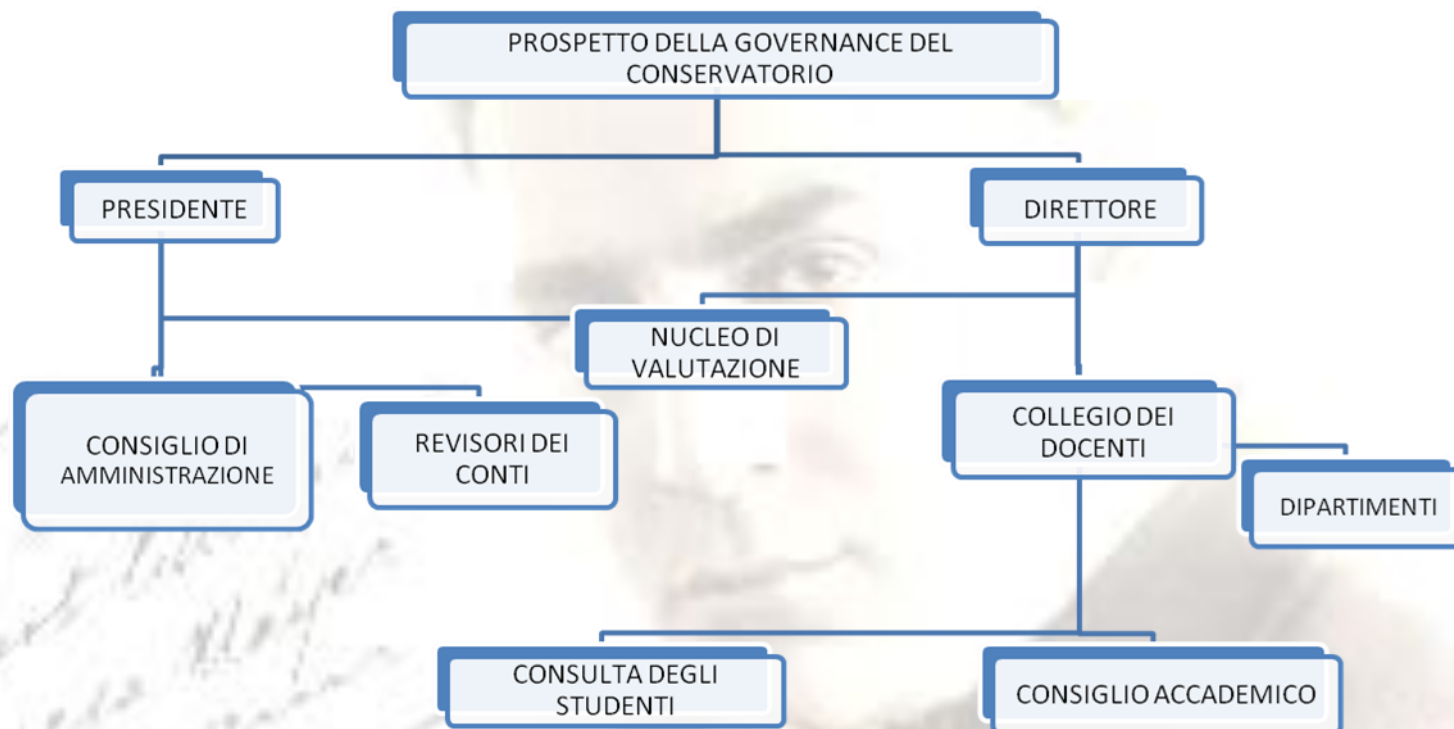 PROSPETTO DELLA GOVERNANCE DEL
CONSERVATORIO
PRESIDENTE
DIRETTORE
NUCLEO DI
VALUTAZIONE
CONSIGLIO DI
AMMINISTRAZIONE
REVISORI DEI
CONTI
COLLEGIO DEI
DOCENTI
DIPARTIMENTI
CONSULTA DEGLI
STUDENTI
CONSIGLIO ACCADEMICO